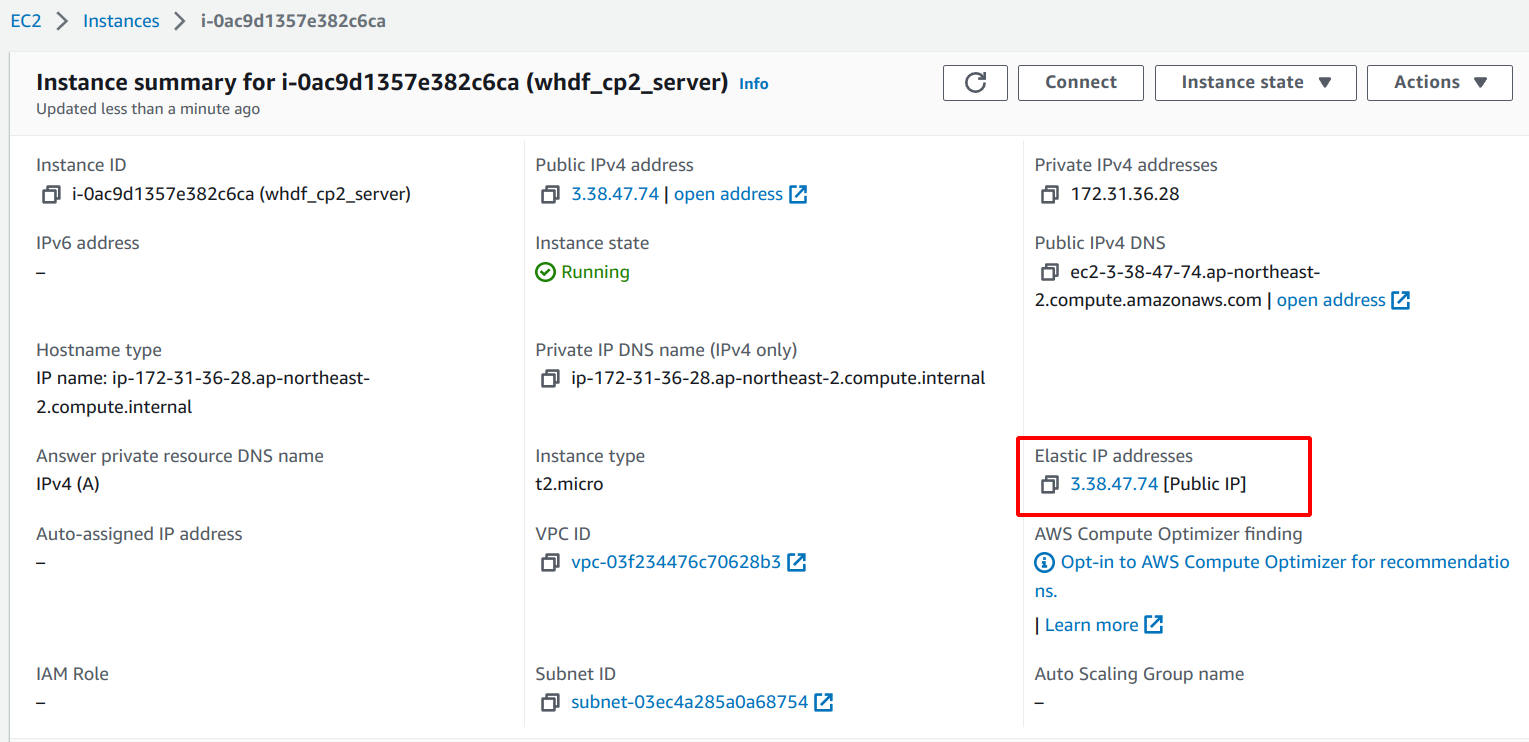 EC2 > Instances > i-0ac9d1357e382c6ca
Instance summary for i-0ac9d1357e382c6ca (whdf_cp2_server) Info
Updated less than a minute ago
Connect
Instance state
Actions
Instance ID
i-0ac9d1357e382c6ca (whdf_cp2_server)
Public IPv4 address
3.38.47.74 | open address
Private IPv4 addresses
172.31.36.28
IPv6 address
–
Instance state
Running
Public IPv4 DNS
ec2-3-38-47-74.ap-northeast-
2.compute.amazonaws.com | open address
Hostname type
IP name: ip-172-31-36-28.ap-northeast-
2.compute.internal
Private IP DNS name (IPv4 only)
ip-172-31-36-28.ap-northeast-2.compute.internal
Answer private resource DNS name
IPv4 (A)
Instance type
t2.micro
Elastic IP addresses
3.38.47.74 [Public IP]
Auto-assigned IP address
–
VPC ID
vpc-03f234476c70628b3
AWS Compute Optimizer finding
Opt-in to AWS Compute Optimizer for recommendatio
ns.
| Learn more
IAM Role
–
Subnet ID
subnet-03ec4a285a0a68754
Auto Scaling Group name
–